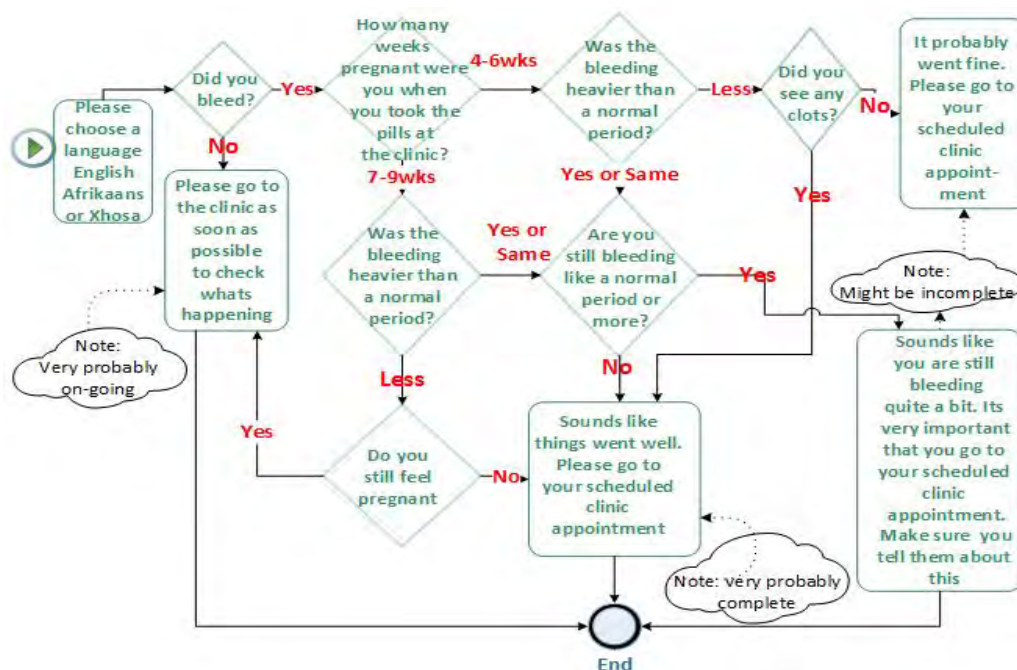 Please
choose a
language
English
Afrikaans
or Xhosa
Did you
bleed?
Yes
No
How many
weeks
pregnant were
you when
you took the
pills at
the clinic?
4-6wks
7-9wks
Was the
bleeding
heavier than
a normal
period?
Less
Yes or Same
Did you
see any
clots?
No
Yes
It probably
went fine.
Please go to
your
scheduled
clinic
appoint-
ment
Please go to
the clinic as
soon as
possible
to check
whats
happening
Note:
Very probably
on-going
Was the
bleeding
heavier than
a normal
period?
Yes or
Same
Less
Are you
still bleeding
like a normal
period or
more?
Yes
No
Note:
Might be incomplete
Sounds like
you are still
bleeding
quite a bit. Its
very important
that you go to
your scheduled
clinic
appointment.
Make sure you
tell them about
this
Do you
still feel
pregnant
Yes
No
Sounds like
things went well.
Please go to
your scheduled
clinic
appointment
Note: very probably
complete
End